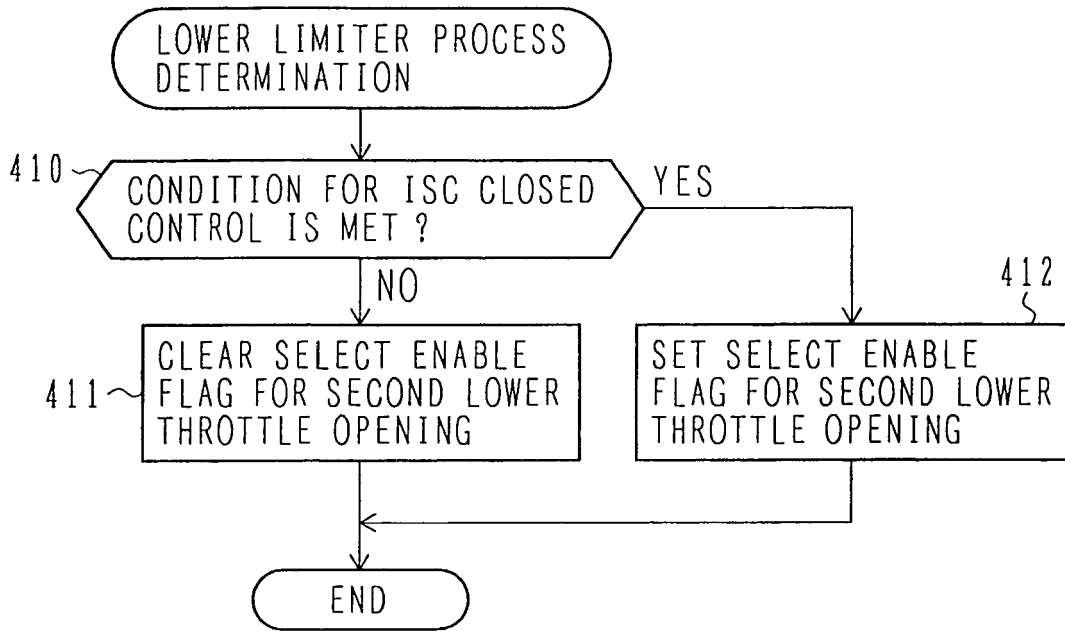 LOWER LIMITER PROCESS
DETERMINATION
410
CONDITION FOR ISC CLOSED
CONTROL IS MET ?
YES
NO
412
411
CLEAR SELECT ENABLE
FLAG FOR SECOND LOWER
THROTTLE OPENING
SET SELECT ENABLE
FLAG FOR SECOND LOWER
THROTTLE OPENING
END